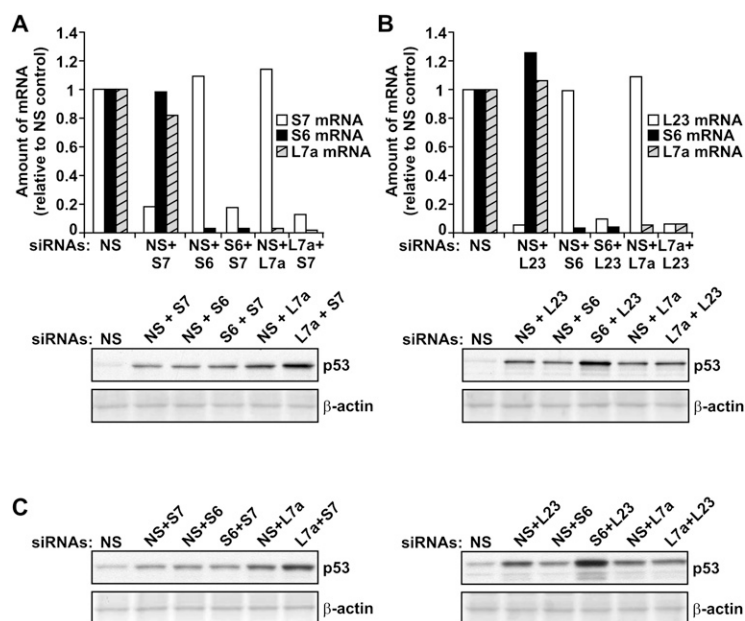 A
Amount of mRNA
(relative to NS control)
1.4
1.2
1
0.8
0.6
0.4
0.2
0
S7 mRNA
S6 mRNA
L7a mRNA
siRNAs: NS NS+ NS+ S6+ NS+ L7a+
S7 S6 S7 L7a S7
siRNAs: NS NS + S7 NS + S6 S6 + S7 NS + L7a L7a + S7
p53
β-actin
B
Amount of mRNA
(relative to NS control)
1.4
1.2
1
0.8
0.6
0.4
0.2
0
L23 mRNA
S6 mRNA
L7a mRNA
siRNAs: NS NS+ NS+ S6+ NS+ L7a+
L23 S6 L23 L7a L23
siRNAs: NS NS + L23 NS + S6 S6 + L23 NS + L7a L7a + L23
p53
β-actin
C
siRNAs: NS NS+S7 NS+S6 S6+S7 NS+L7a L7a+S7
p53
β-actin
siRNAs: NS NS+L23 NS+S6 S6+L23 NS+L7a L7a+L23
p53
β-actin